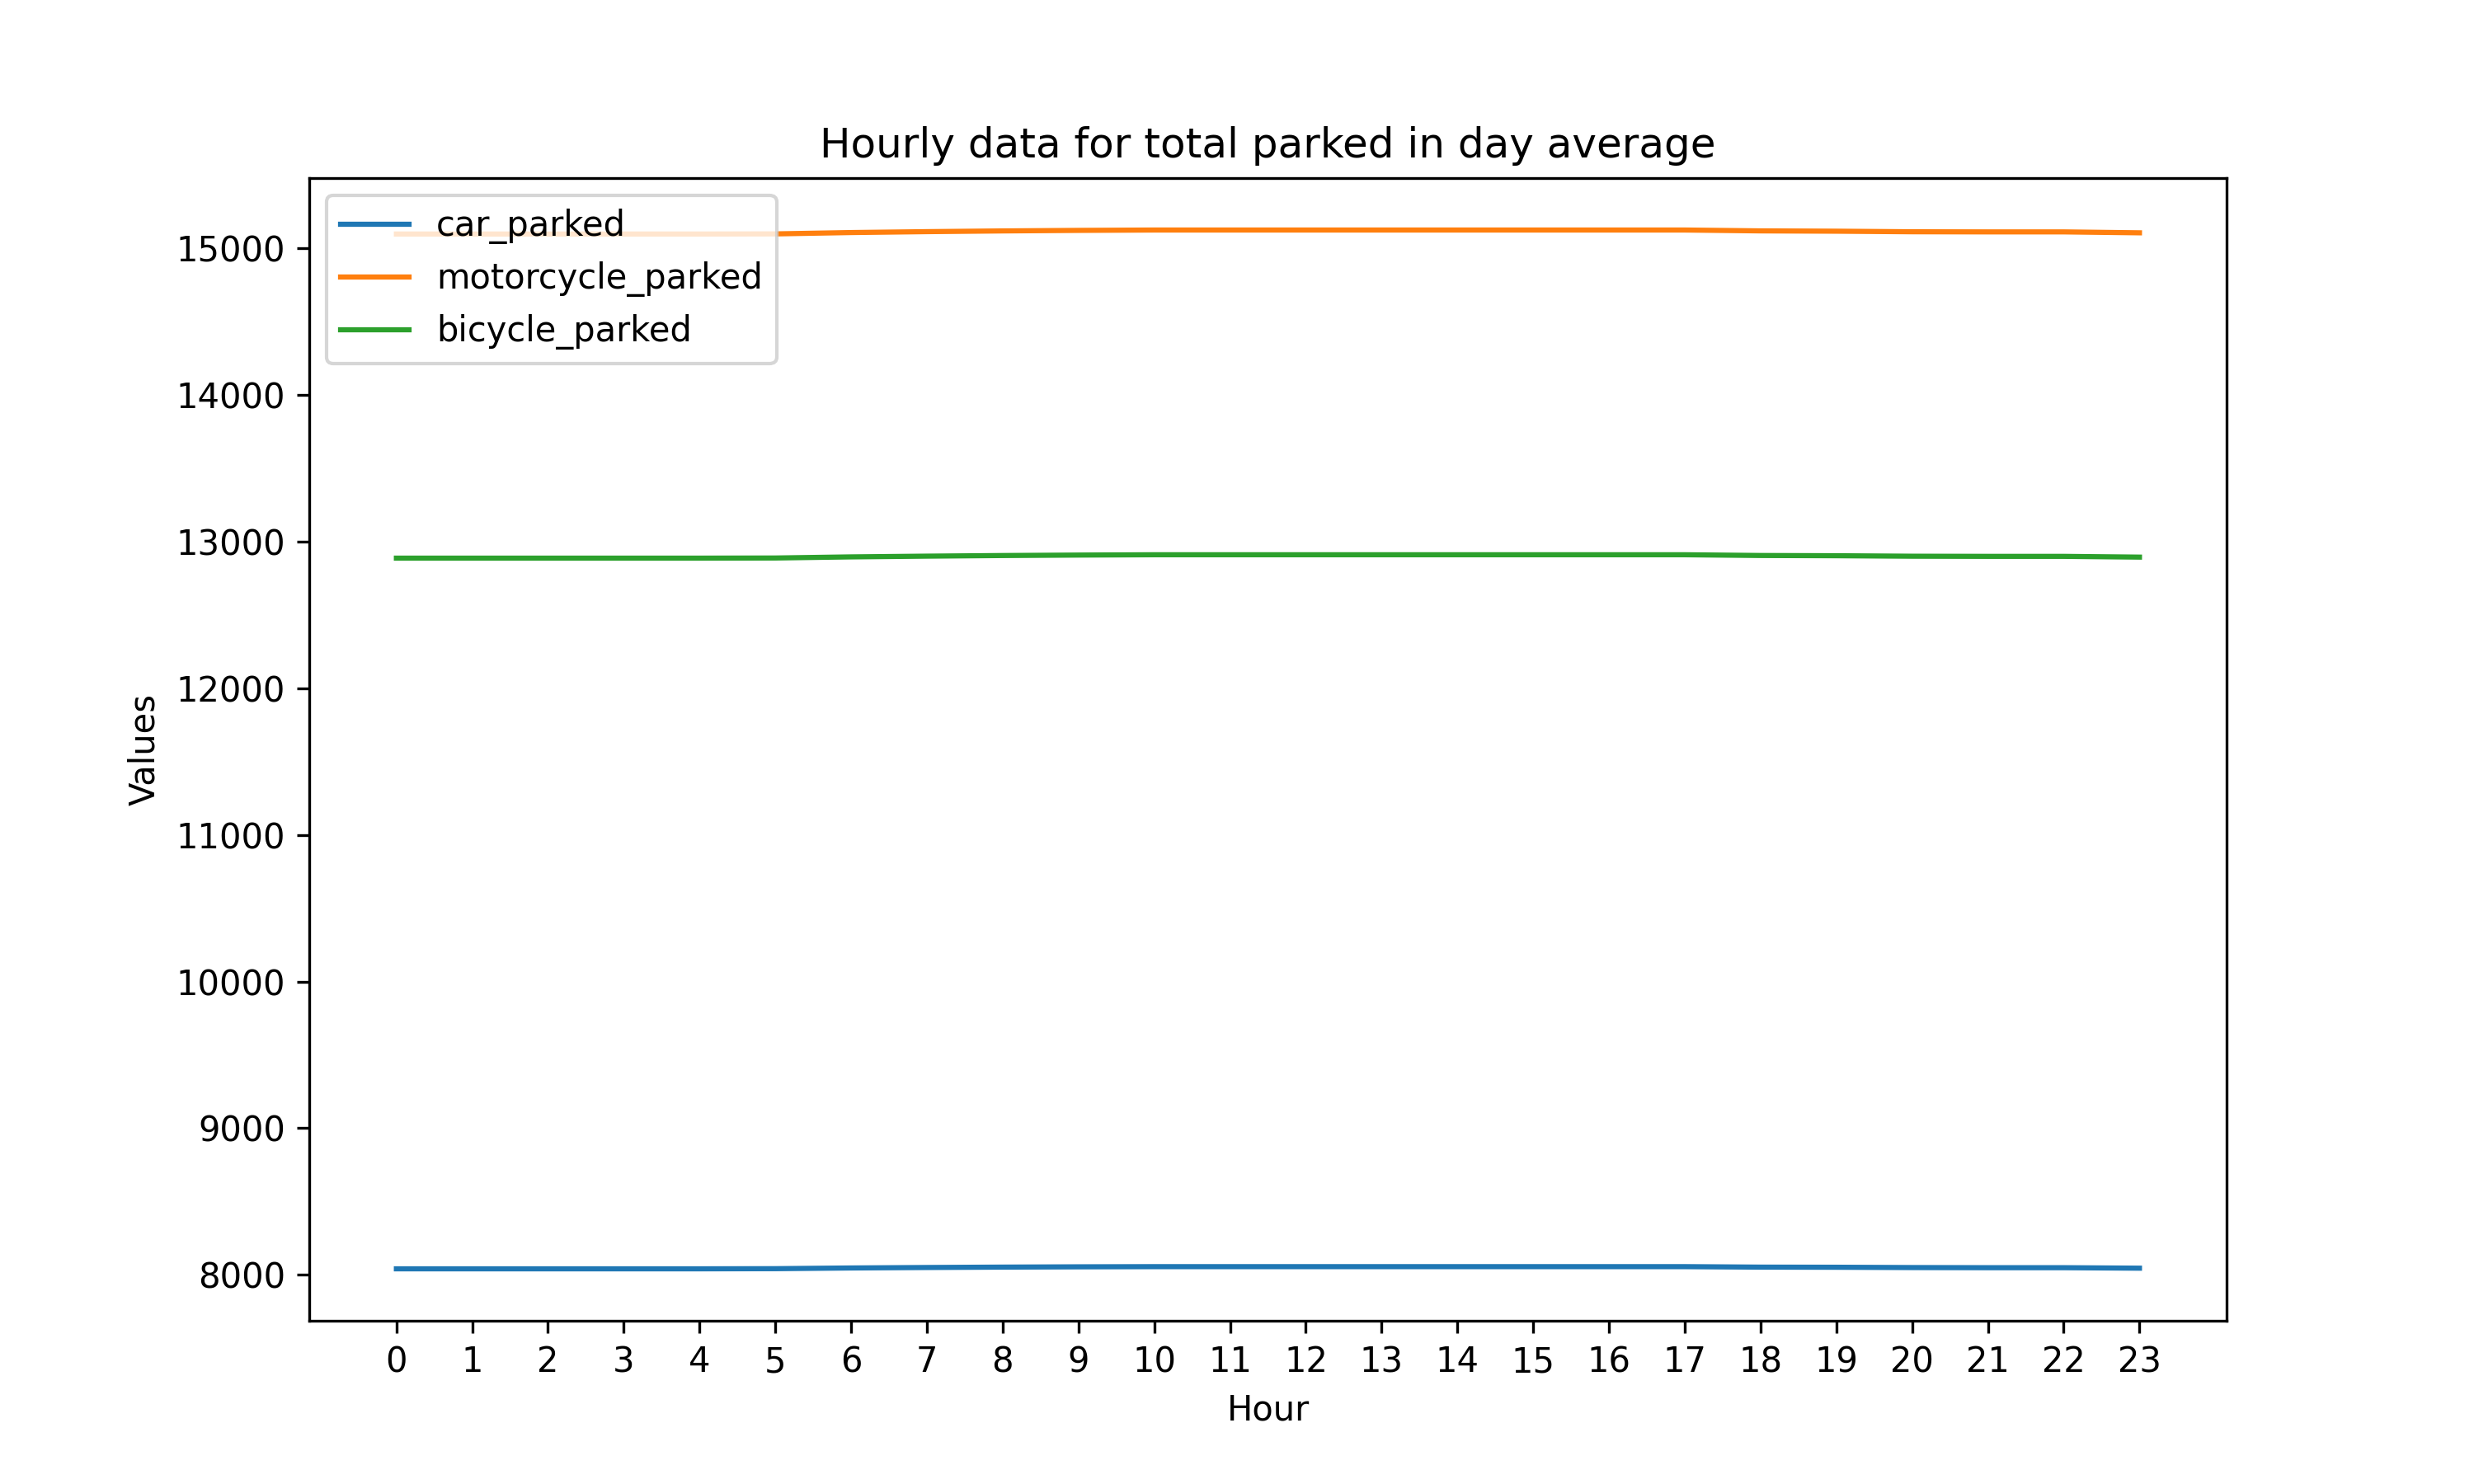 Hourly data for total parked in day average
car_parked
motorcycle_parked
bicycle_parked
15000
14000
13000
12000
11000
10000
9000
8000
Values
0 1 2 3 4 5 6 7 8 9 10 11 12 13 14 15 16 17 18 19 20 21 22 23
Hour